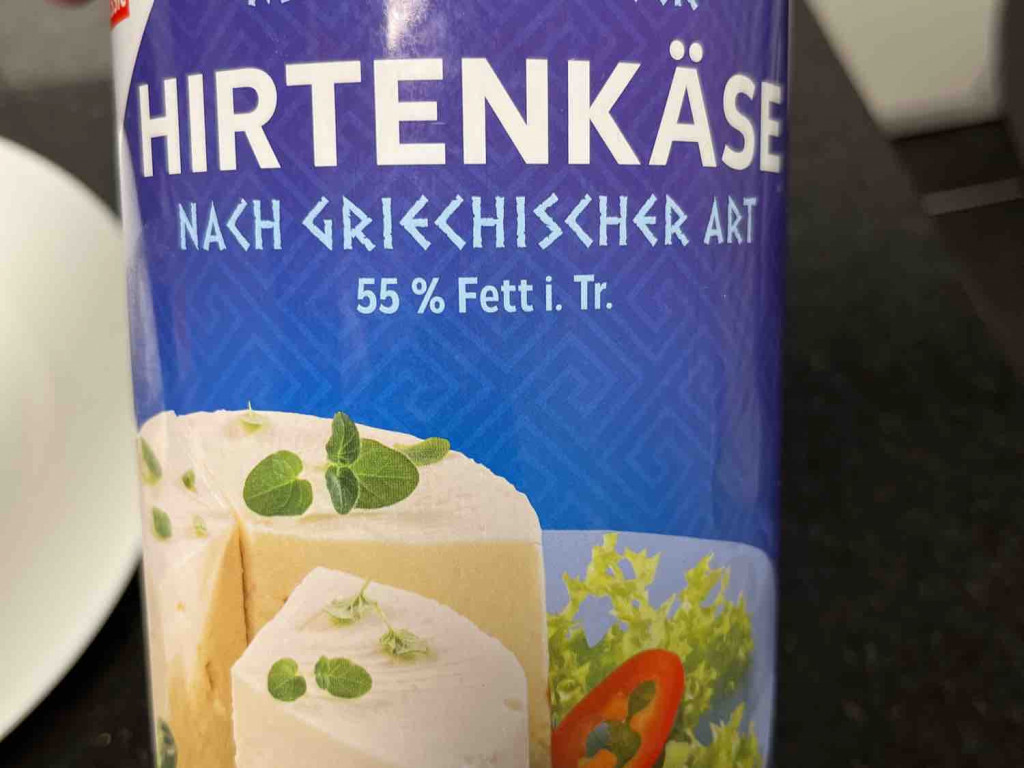 HIRTENKÄSE
NACH GRIECHISCHER ART
55 % Fett i. Tr.